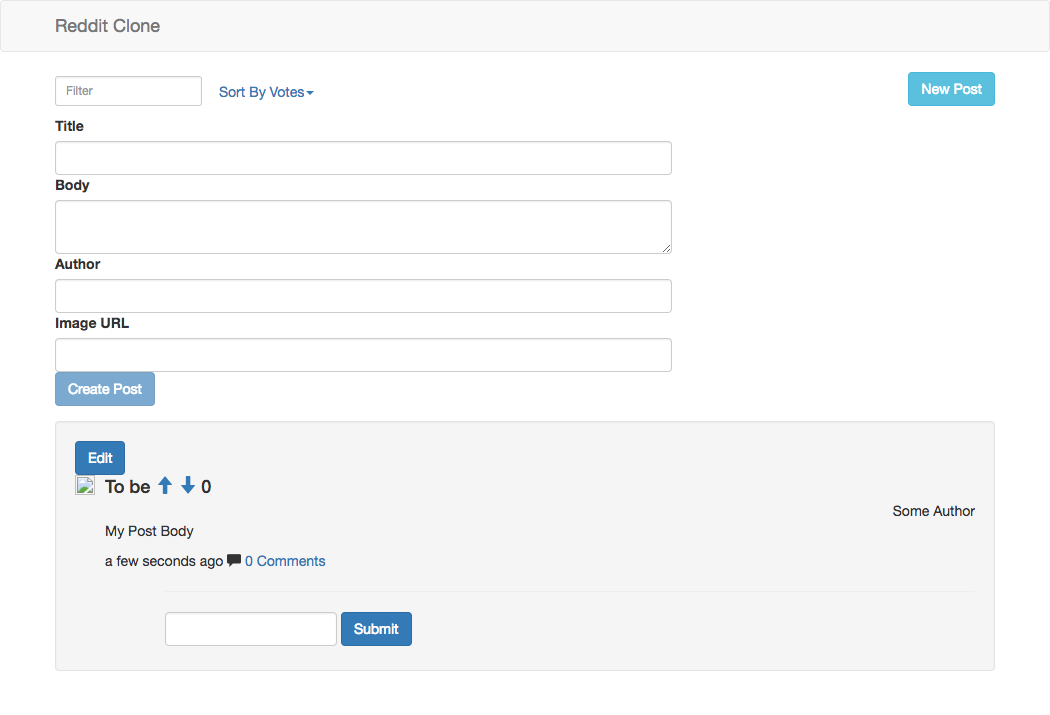 Reddit Clone
Filter
Sort By Votes
New Post
Title
Body
Author
Image URL
Create Post
Edit
To be 0
Some Author
My Post Body
a few seconds ago 0 Comments
Submit